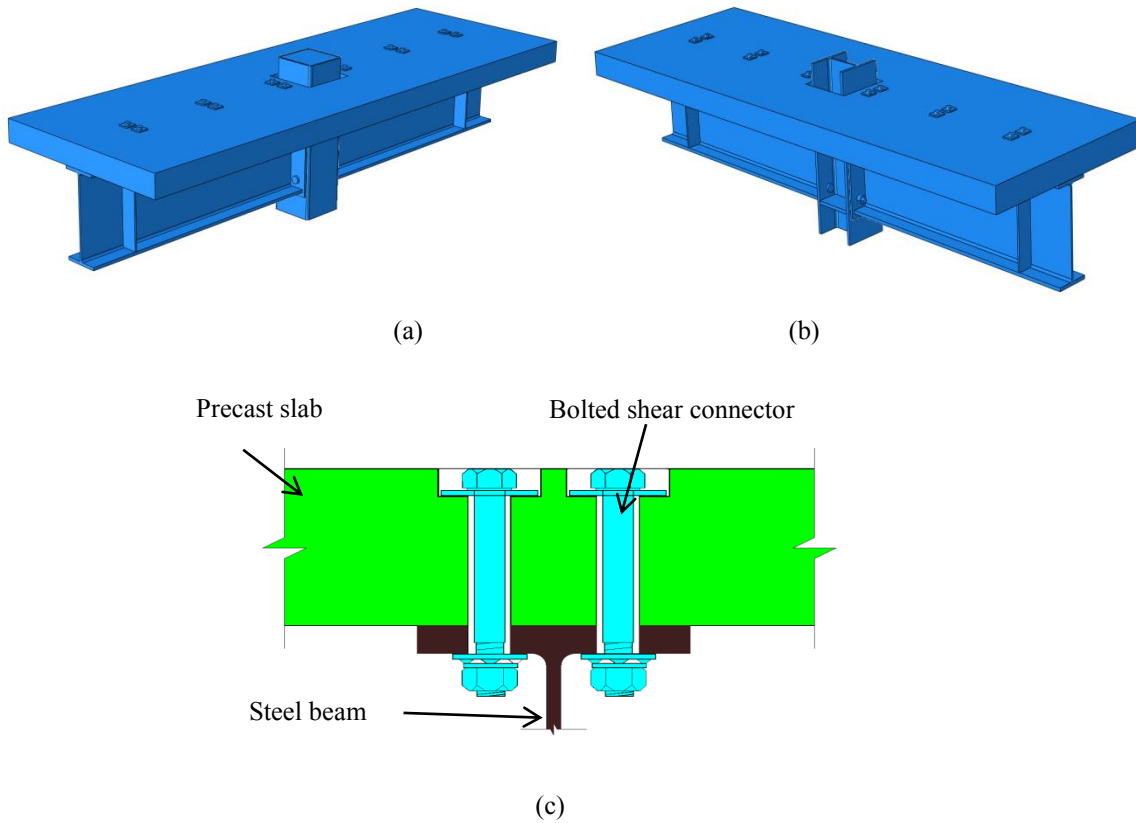 (a)
(b)
Precast slab
Bolted shear connector
Steel beam
(c)